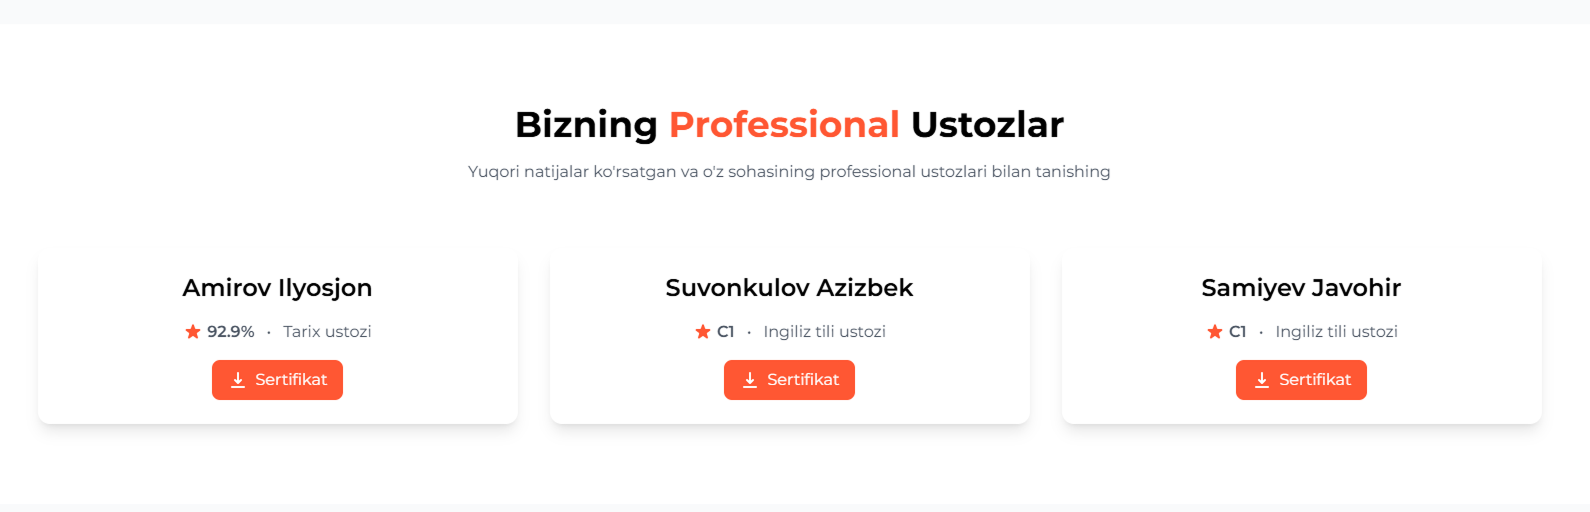 Bizning Professional Ustozlar
Yuqori natijalar ko'rsatgan va o'z sohasining professional ustozlari bilan tanishing
Amirov Ilyosjon
92.9% • Tarix ustozi
Sertifikat
Suvonkulov Azizbek
C1 • Ingiliz tili ustozi
Sertifikat
Samiyev Javohir
C1 • Ingiliz tili ustozi
Sertifikat